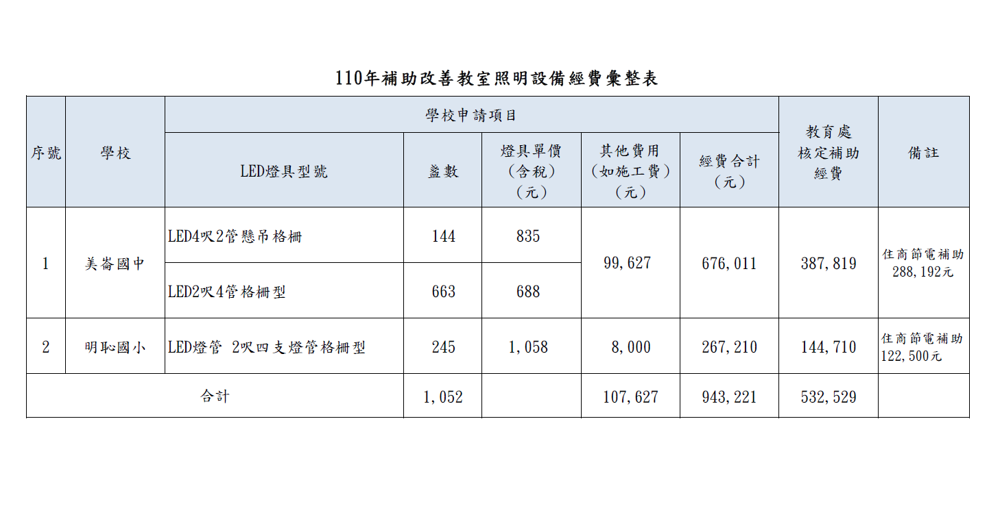 110年補助改善教室照明設備經費彙整表
序號
學校
學校申請項目
LED燈具型號
盞數
燈具單價
(含稅)
(元)
其他費用
(如施工費)
(元)
經費合計
(元)
教育處
核定補助
經費
備註
1
美崙國中
LED4呎2管懸吊格柵
144
835
LED2呎4管格柵型
663
688
99,627
676,011
387,819
住商節電補助
288,192元
2
明恥國小
LED燈管 2呎四支燈管格柵型
245
1,058
8,000
267,210
144,710
住商節電補助
122,500元
合計
1,052
107,627
943,221
532,529